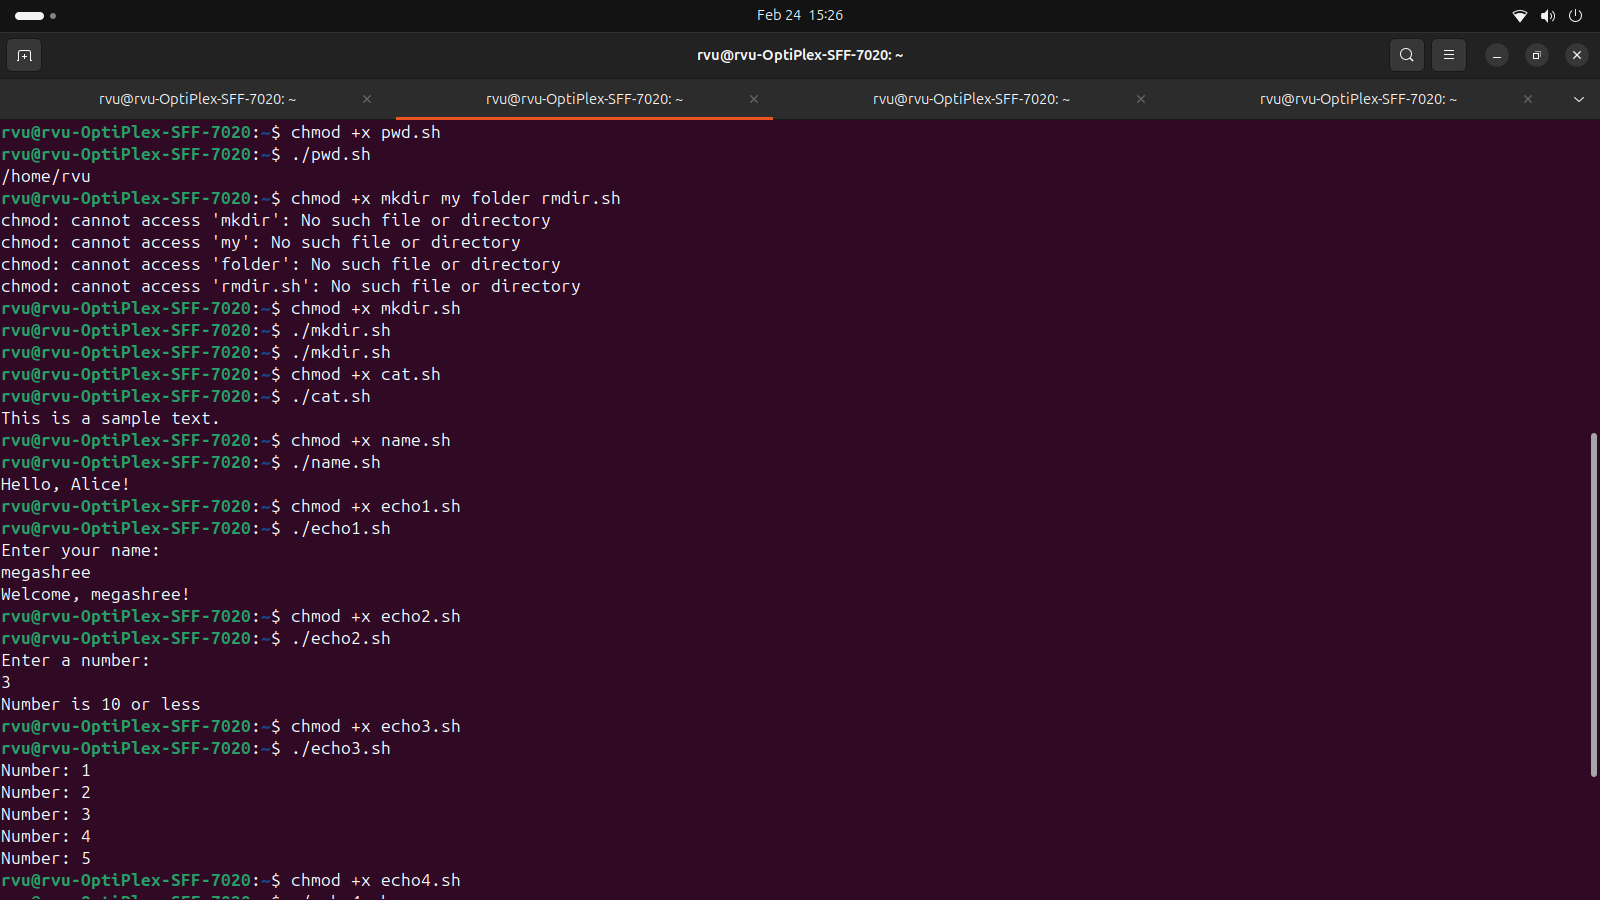 Feb 24 15:26
rvu@rvu-OptiPlex-SFF-7020: ~
rvu@rvu-OptiPlex-SFF-7020: ~ rvu@rvu-OptiPlex-SFF-7020: ~ rvu@rvu-OptiPlex-SFF-7020: ~ rvu@rvu-OptiPlex-SFF-7020: ~
rvu@rvu-OptiPlex-SFF-7020:~$ chmod +x pwd.sh
rvu@rvu-OptiPlex-SFF-7020:~$ ./pwd.sh
/home/rvu
rvu@rvu-OptiPlex-SFF-7020:~$ chmod +x mkdir my folder rmdir.sh
chmod: cannot access 'mkdir': No such file or directory
chmod: cannot access 'my': No such file or directory
chmod: cannot access 'folder': No such file or directory
chmod: cannot access 'rmdir.sh': No such file or directory
rvu@rvu-OptiPlex-SFF-7020:~$ chmod +x mkdir.sh
rvu@rvu-OptiPlex-SFF-7020:~$ ./mkdir.sh
rvu@rvu-OptiPlex-SFF-7020:~$ ./mkdir.sh
rvu@rvu-OptiPlex-SFF-7020:~$ chmod +x cat.sh
rvu@rvu-OptiPlex-SFF-7020:~$ ./cat.sh
This is a sample text.
rvu@rvu-OptiPlex-SFF-7020:~$ chmod +x name.sh
rvu@rvu-OptiPlex-SFF-7020:~$ ./name.sh
Hello, Alice!
rvu@rvu-OptiPlex-SFF-7020:~$ chmod +x echo1.sh
rvu@rvu-OptiPlex-SFF-7020:~$ ./echo1.sh
Enter your name:
megashree
Welcome, megashree!
rvu@rvu-OptiPlex-SFF-7020:~$ chmod +x echo2.sh
rvu@rvu-OptiPlex-SFF-7020:~$ ./echo2.sh
Enter a number:
3
Number is 10 or less
rvu@rvu-OptiPlex-SFF-7020:~$ chmod +x echo3.sh
rvu@rvu-OptiPlex-SFF-7020:~$ ./echo3.sh
Number: 1
Number: 2
Number: 3
Number: 4
Number: 5
rvu@rvu-OptiPlex-SFF-7020:~$ chmod +x echo4.sh